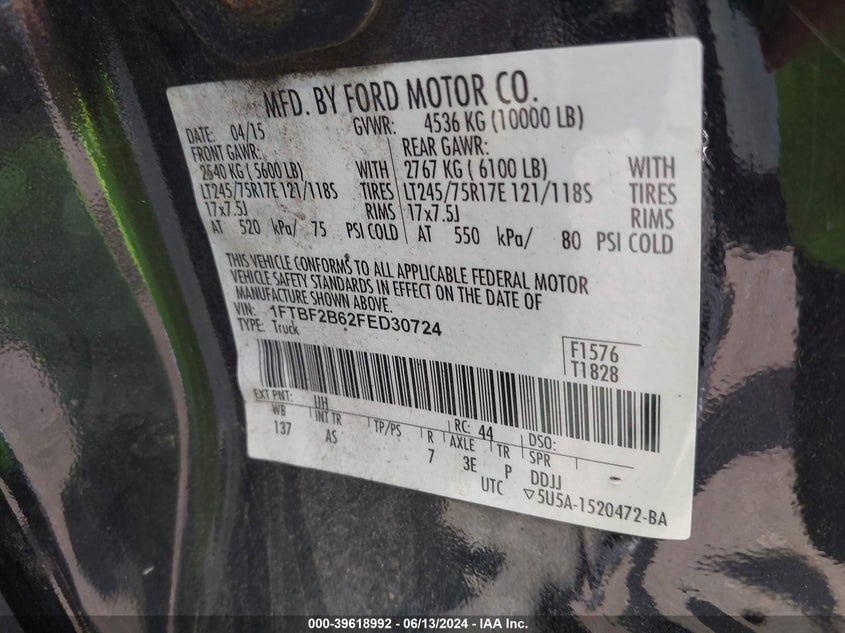 MFD. BY FORD MOTOR CO.
DATE: 04/15 GVWR: 4536 KG (10000 LB)
FRONT GAWR: REAR GAWR:
2540 KG ( 5600 LB) WITH 2767 KG ( 6100 LB) WITH
LT245/75R17E 121/118S TIRES LT245/75R17E 121/118S TIRES
17x7.5J RIMS 17x7.5J RIMS
AT 520 kPa/ 75 PSI COLD AT 550 kPa/ 80 PSI COLD
THIS VEHICLE CONFORMS TO ALL APPLICABLE FEDERAL MOTOR
VEHICLE SAFETY STANDARDS IN EFFECT ON THE DATE OF
MANUFACTURE SHOWN ABOVE.
VIN: 1FTBF2B62FED30724
TYPE: Truck
F1576
T1828
EXT PNT: UH RC: 44 DSO:
WB INT TR TP/PS R AXLE TR SPR
137 AS 7 3E P DDJJ
UTC ▽5U5A-1520472-BA
000-39618992 - 06/13/2024 - IAA Inc.